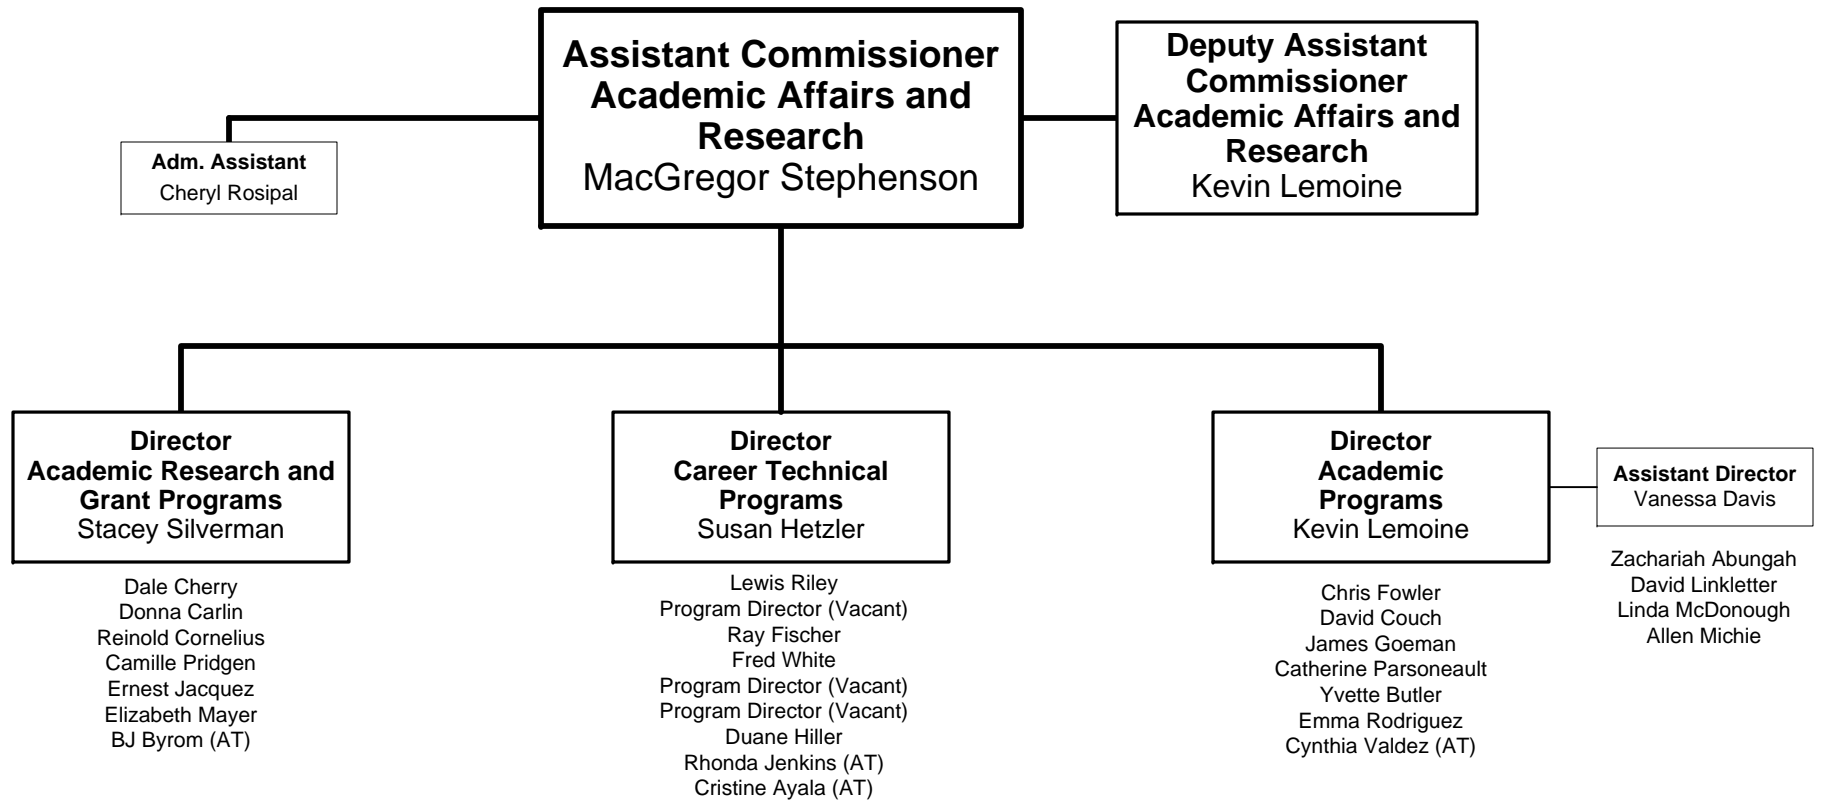 Assistant Commissioner
Academic Affairs and
Research
MacGregor Stephenson
Deputy Assistant
Commissioner
Academic Affairs and
Research
Kevin Lemoine
Adm. Assistant
Cheryl Rosipal
Director
Academic Research and
Grant Programs
Stacey Silverman
Dale Cherry
Donna Carlin
Reinold Cornelius
Camille Pridgen
Ernest Jacquez
Elizabeth Mayer
BJ Byrom (AT)
Director
Career Technical
Programs
Susan Hetzler
Lewis Riley
Program Director (Vacant)
Ray Fischer
Fred White
Program Director (Vacant)
Program Director (Vacant)
Duane Hiller
Rhonda Jenkins (AT)
Cristine Ayala (AT)
Director
Academic
Programs
Kevin Lemoine
Chris Fowler
David Couch
James Goeman
Catherine Parsoneault
Yvette Butler
Emma Rodriguez
Cynthia Valdez (AT)
Assistant Director
Vanessa Davis
Zachariah Abungah
David Linkletter
Linda McDonough
Allen Michie